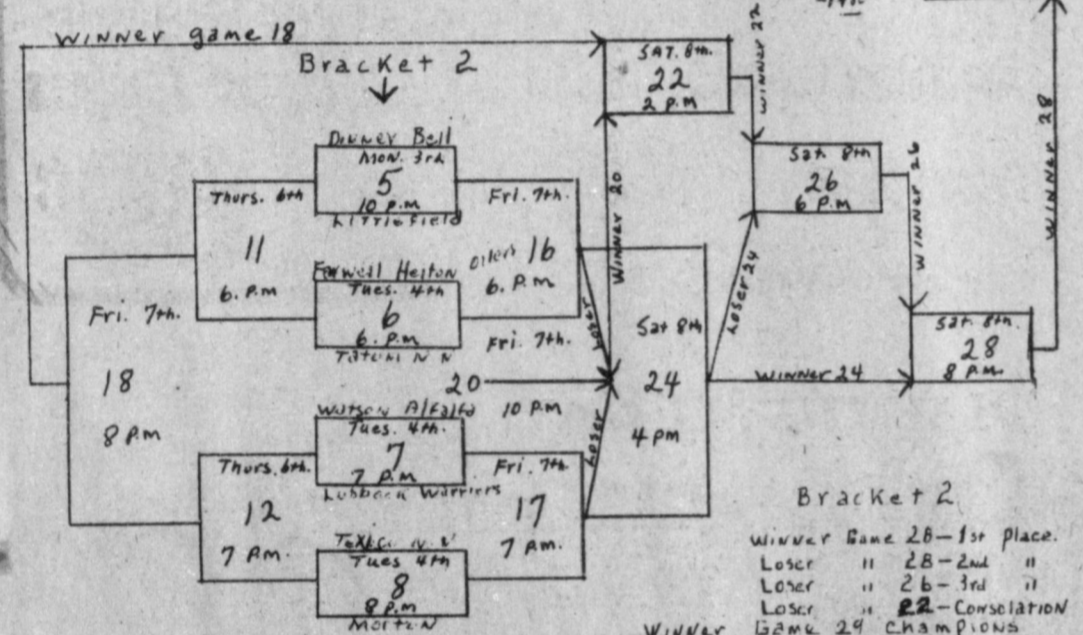 WINNER game 18
Bracket 2
SAT. 8th.
22
2 P.M
WINNER 22
WINNER 20
Sat 8th
26
6 P.M
WINNER 26
WINNER 28
Dinner Bell
Mon. 3rd
5
10 P.M
Littlefield
Thurs. 6th
11
6. P.M
Fri. 7th.
Oilers 16
6. P.M
Farwell Helton
Tues. 4th
6
6. P.M
Tatum N.M
Fri. 7th.
18
8 P.M
Fri. 7th.
20
10 P.M
Loser
Loser
Sat 8th
24
4 pm
Loser 24
WINNER 24
Sat. 8th.
28
8 P.M.
Watson Alfalfa
Tues. 4th.
7
7 P.M
Lubbock Warriers
Thurs. 6th.
12
7 P.M.
Fri. 7th
17
7 P.M.
Tues 4th
8
8 P.M
Morton
Bracket 2
Winner Game 28 - 1st Place.
Loser " 28 - 2nd "
Loser " 26 - 3rd "
Loser " 22 - Consolation
WINNER Game 29 Champions